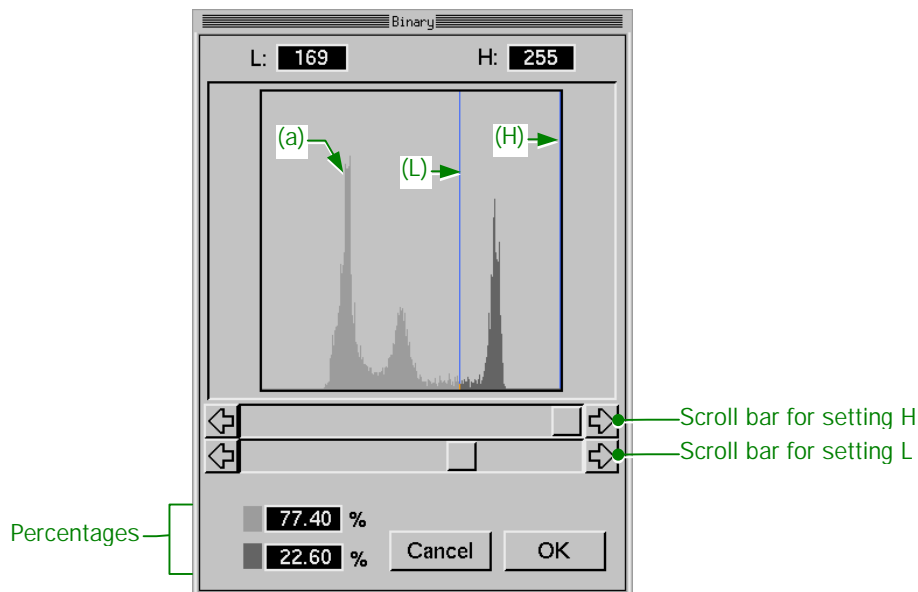 Binary
L: 169 H: 255
(a)
(L)
(H)
Scroll bar for setting H
Scroll bar for setting L
Percentages
77.40 %
22.60 %
Cancel OK